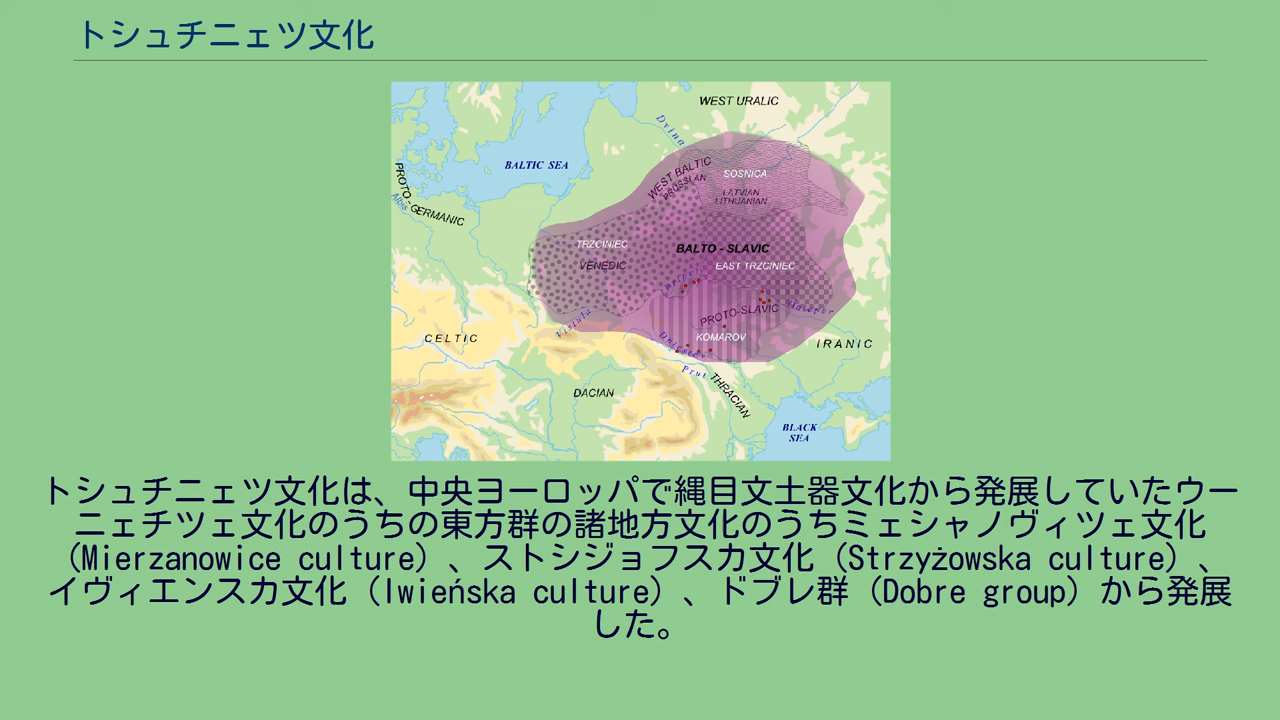 トシュチニェツ文化
WEST URALIC
Dvina
BALTIC SEA
WEST BALTIC
PRUSSIAN
SOSNICA
LATVIAN
LITHUANIAN
PROTO-GERMANIC
Albis
TRZCINIEC
BALTO - SLAVIC
VENEDIC
EAST TRZCINIEC
Pripet
PROTO-SLAVIC
Dnieper
Vistula
KOMAROV
CELTIC
Dniester
IRANIC
Prut
THRACIAN
DACIAN
BLACK
SEA
トシュチニェツ文化は、中央ヨーロッパで縄目文土器文化から発展していたウー
ニェチツェ文化のうちの東方群の諸地方文化のうちミェシャノヴィツェ文化
（Mierzanowice culture）、ストシジョフスカ文化（Strzyżowska culture）、
イヴィエンスカ文化（Iwieńska culture）、ドブレ群（Dobre group）から発展
した。